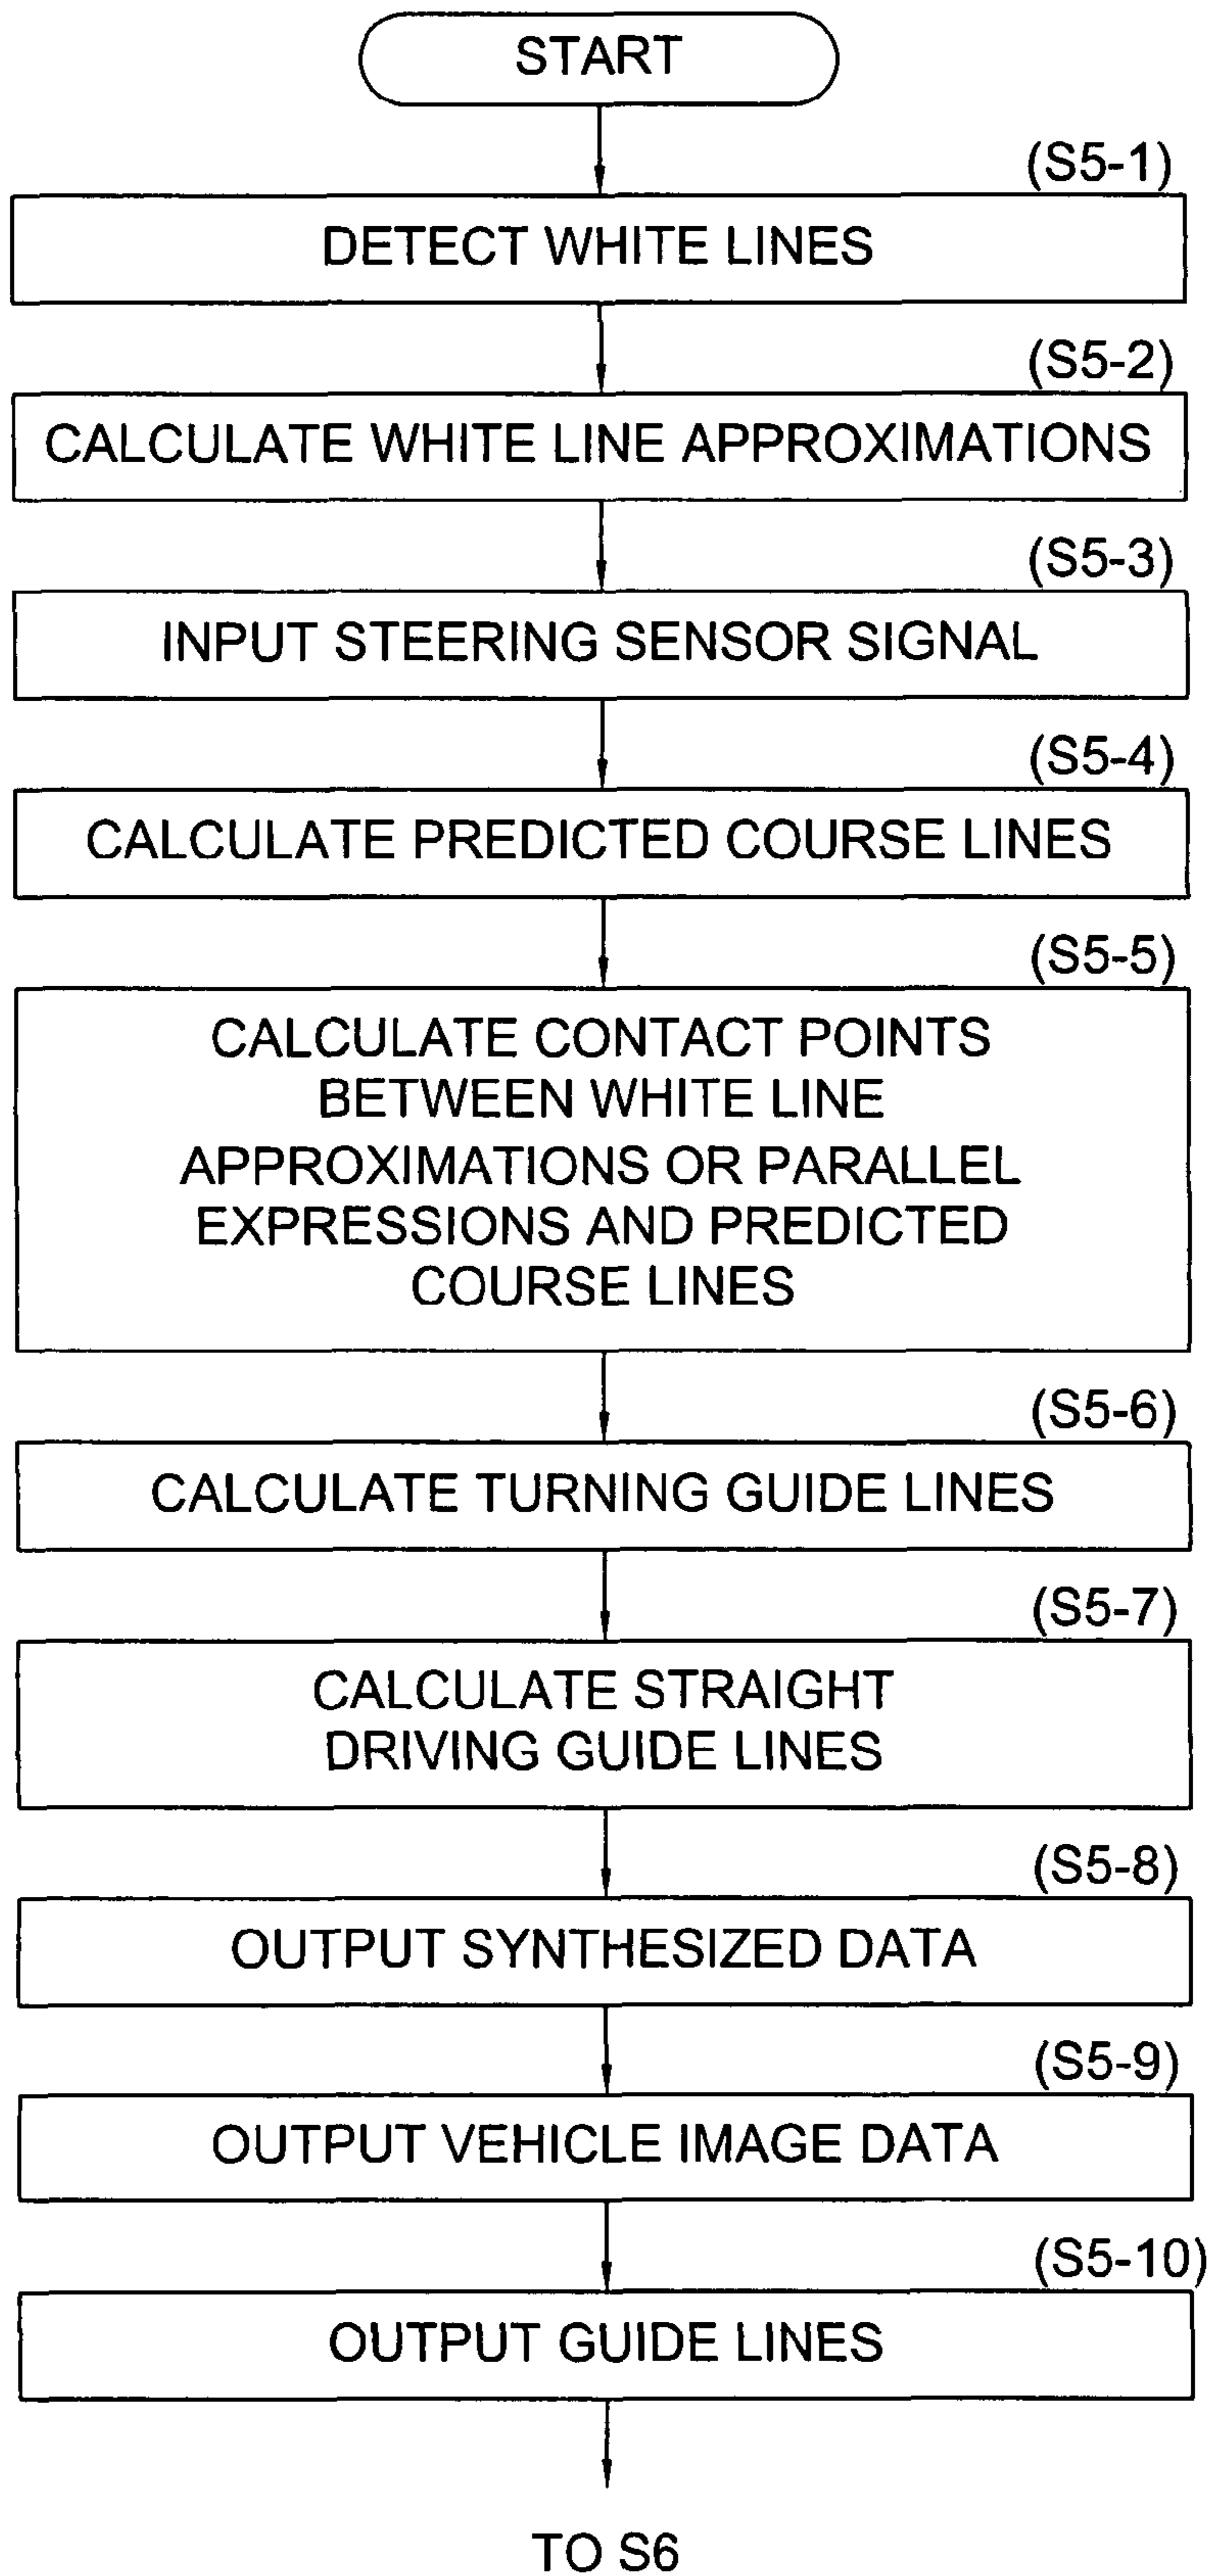 START
(S5-1)
DETECT WHITE LINES
(S5-2)
CALCULATE WHITE LINE APPROXIMATIONS
(S5-3)
INPUT STEERING SENSOR SIGNAL
(S5-4)
CALCULATE PREDICTED COURSE LINES
(S5-5)
CALCULATE CONTACT POINTS
BETWEEN WHITE LINE
APPROXIMATIONS OR PARALLEL
EXPRESSIONS AND PREDICTED
COURSE LINES
(S5-6)
CALCULATE TURNING GUIDE LINES
(S5-7)
CALCULATE STRAIGHT
DRIVING GUIDE LINES
(S5-8)
OUTPUT SYNTHESIZED DATA
(S5-9)
OUTPUT VEHICLE IMAGE DATA
(S5-10)
OUTPUT GUIDE LINES
TO S6